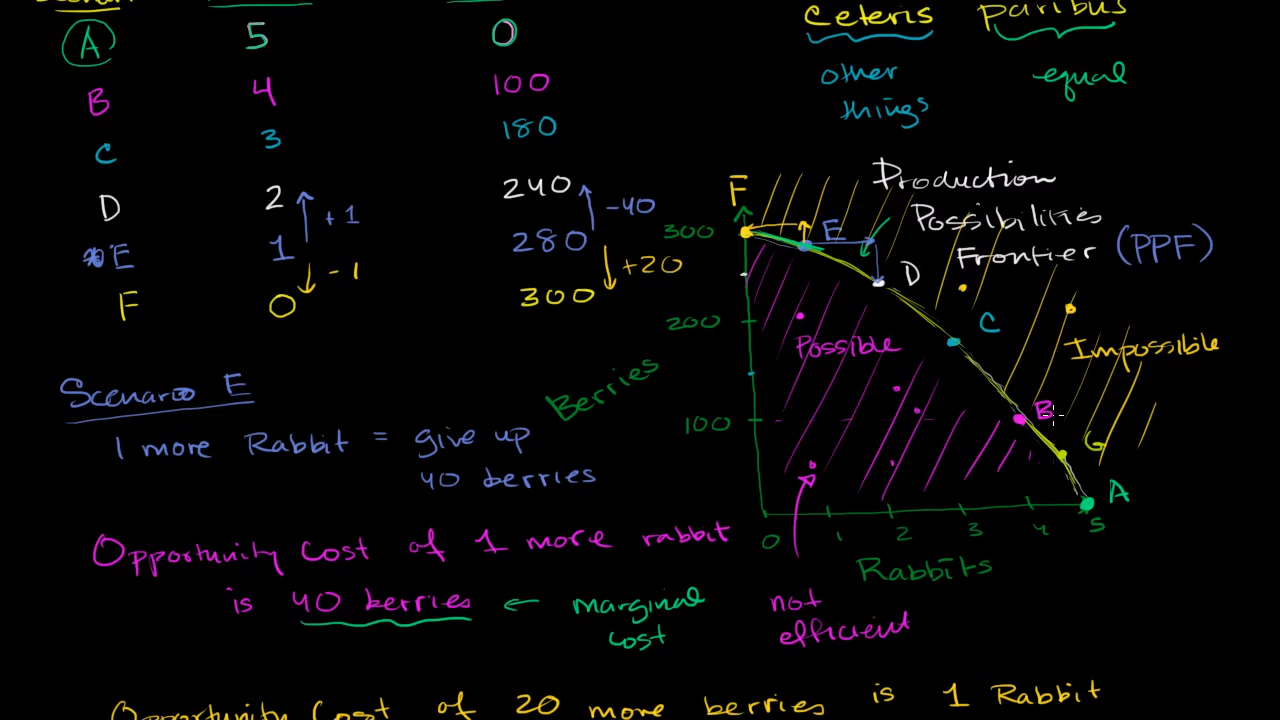 A 5 0
B 4 100
C 3 180
D 2 240
E 1 280
F 0 300
+1
-1
-40
+20
Scenario E
1 more Rabbit = give up
40 berries
Opportunity Cost of 1 more rabbit
is 40 berries ← marginal
cost
Opportunity Cost of 20 more berries is 1 Rabbit
Ceteris paribus
other
things
equal
Production
Possibilities
Frontier (PPF)
F
E
D
C
B
G
A
300
200
100
Berries
Possible
Impossible
0 1 2 3 4 5
Rabbits
not
efficient